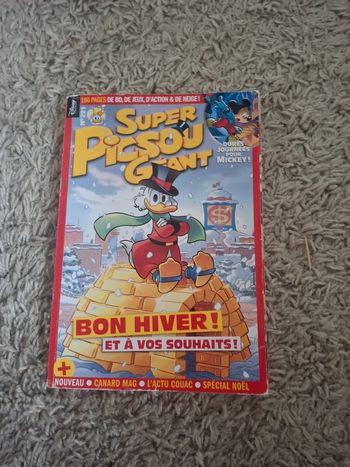 Disney
196 PAGES DE BD, DE JEUX, D'ACTION & DE NEIGE !
SUPER
PICSOU
GÉANT
DURES
JOURNÉES
POUR
MICKEY !
$
BON HIVER !
ET À VOS SOUHAITS !
+
NOUVEAU • CANARD MAG • L'ACTU COUAC • SPÉCIAL NOËL